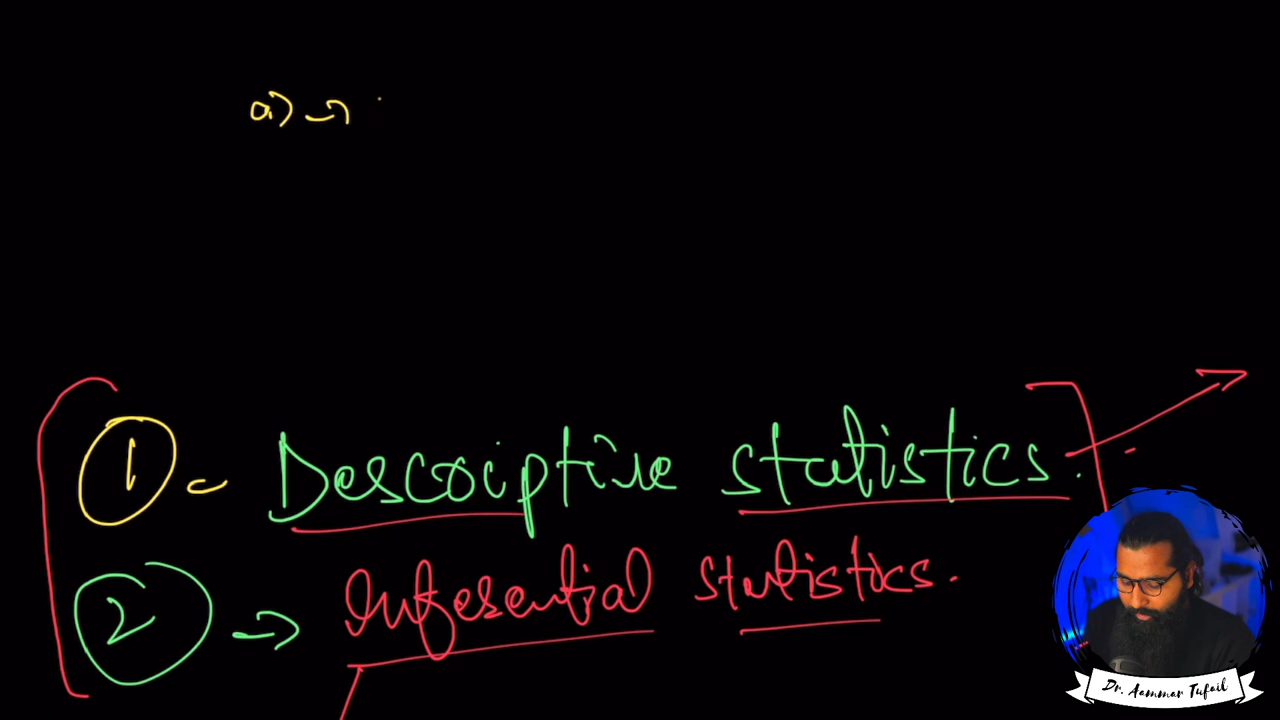 a) →
1 - Descriptive statistics.
2 → Inferential statistics.
Dr. Aammar Tufail